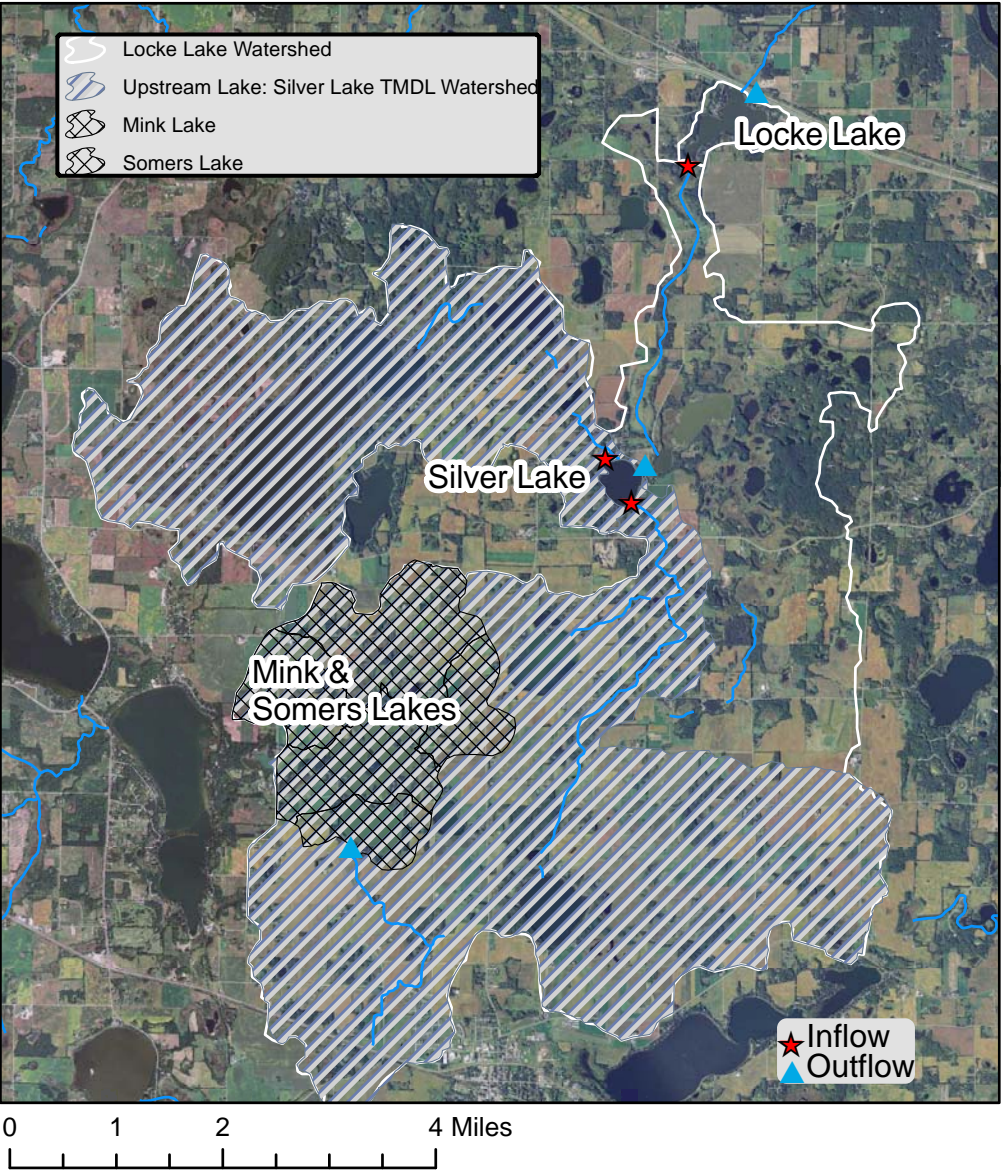 Locke Lake Watershed
Upstream Lake: Silver Lake TMDL Watershed
Mink Lake
Somers Lake
Locke Lake
Silver Lake
Mink &
Somers Lakes
Inflow
Outflow
0 1 2 4 Miles